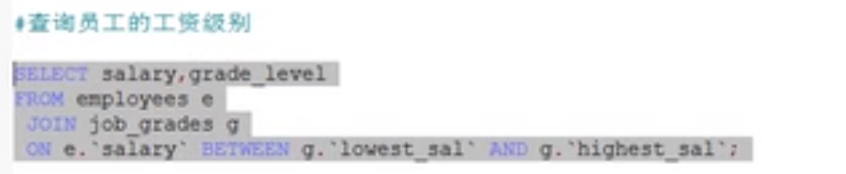 #查询员工的工资级别
SELECT salary,grade_level
FROM employees e
JOIN job_grades g
ON e.`salary` BETWEEN g.`lowest_sal` AND g.`highest_sal`;